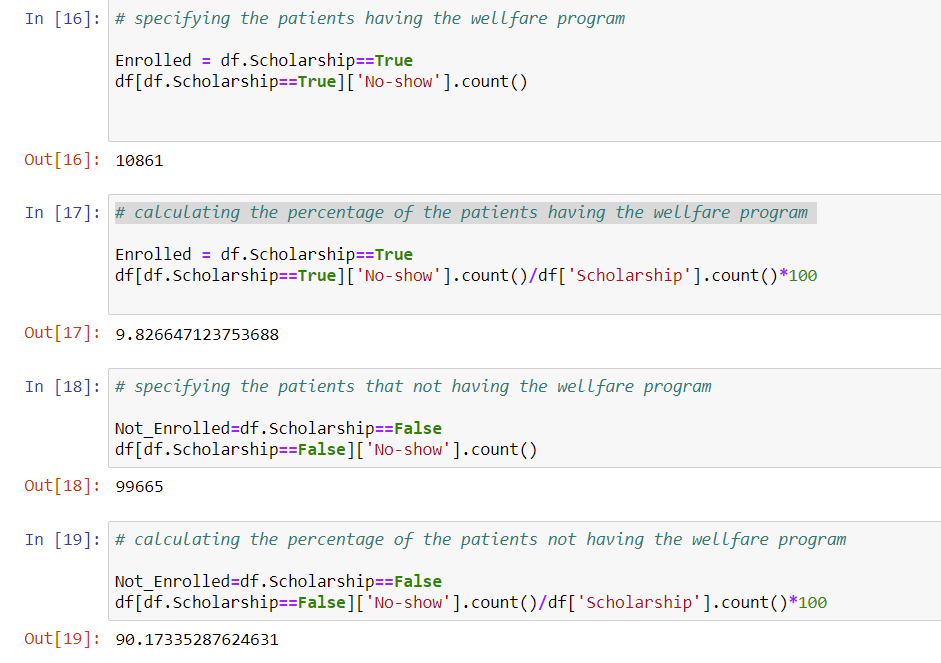 In [16]: # specifying the patients having the wellfare program
Enrolled = df.Scholarship==True
df[df.Scholarship==True]['No-show'].count()
Out[16]: 10861
In [17]: # calculating the percentage of the patients having the wellfare program
Enrolled = df.Scholarship==True
df[df.Scholarship==True]['No-show'].count()/df['Scholarship'].count()*100
Out[17]: 9.826647123753688
In [18]: # specifying the patients that not having the wellfare program
Not_Enrolled=df.Scholarship==False
df[df.Scholarship==False]['No-show'].count()
Out[18]: 99665
In [19]: # calculating the percentage of the patients not having the wellfare program
Not_Enrolled=df.Scholarship==False
df[df.Scholarship==False]['No-show'].count()/df['Scholarship'].count()*100
Out[19]: 90.17335287624631